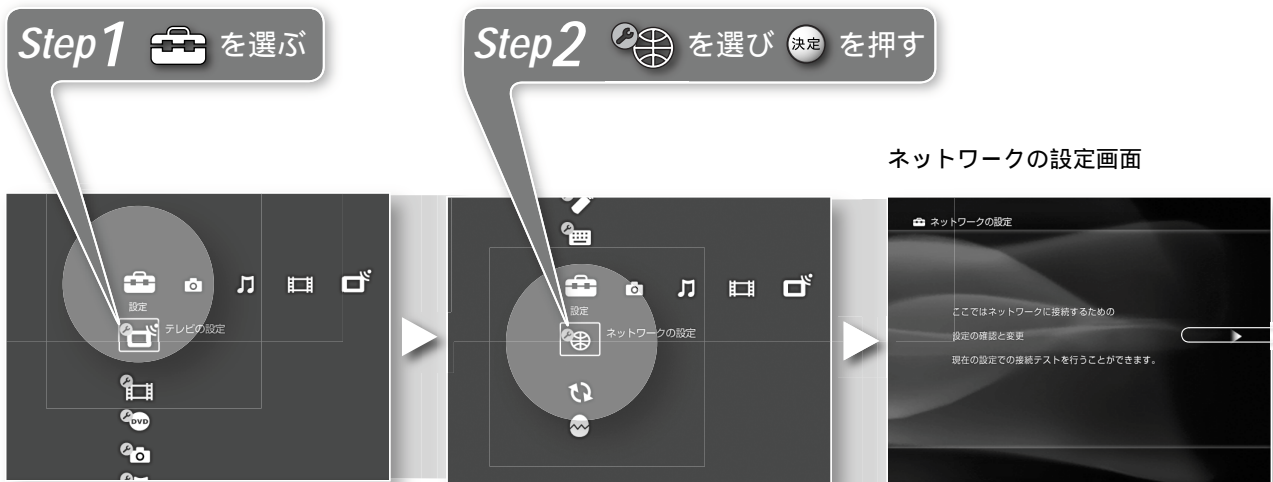 Step1 を選ぶ
Step2 を選び 決定 を押す
ネットワークの設定画面
設定
テレビの設定
DVD
設定
ネットワークの設定
ネットワークの設定
ここではネットワークに接続するための
設定の確認と変更
現在の設定での接続テストを行うことができます。